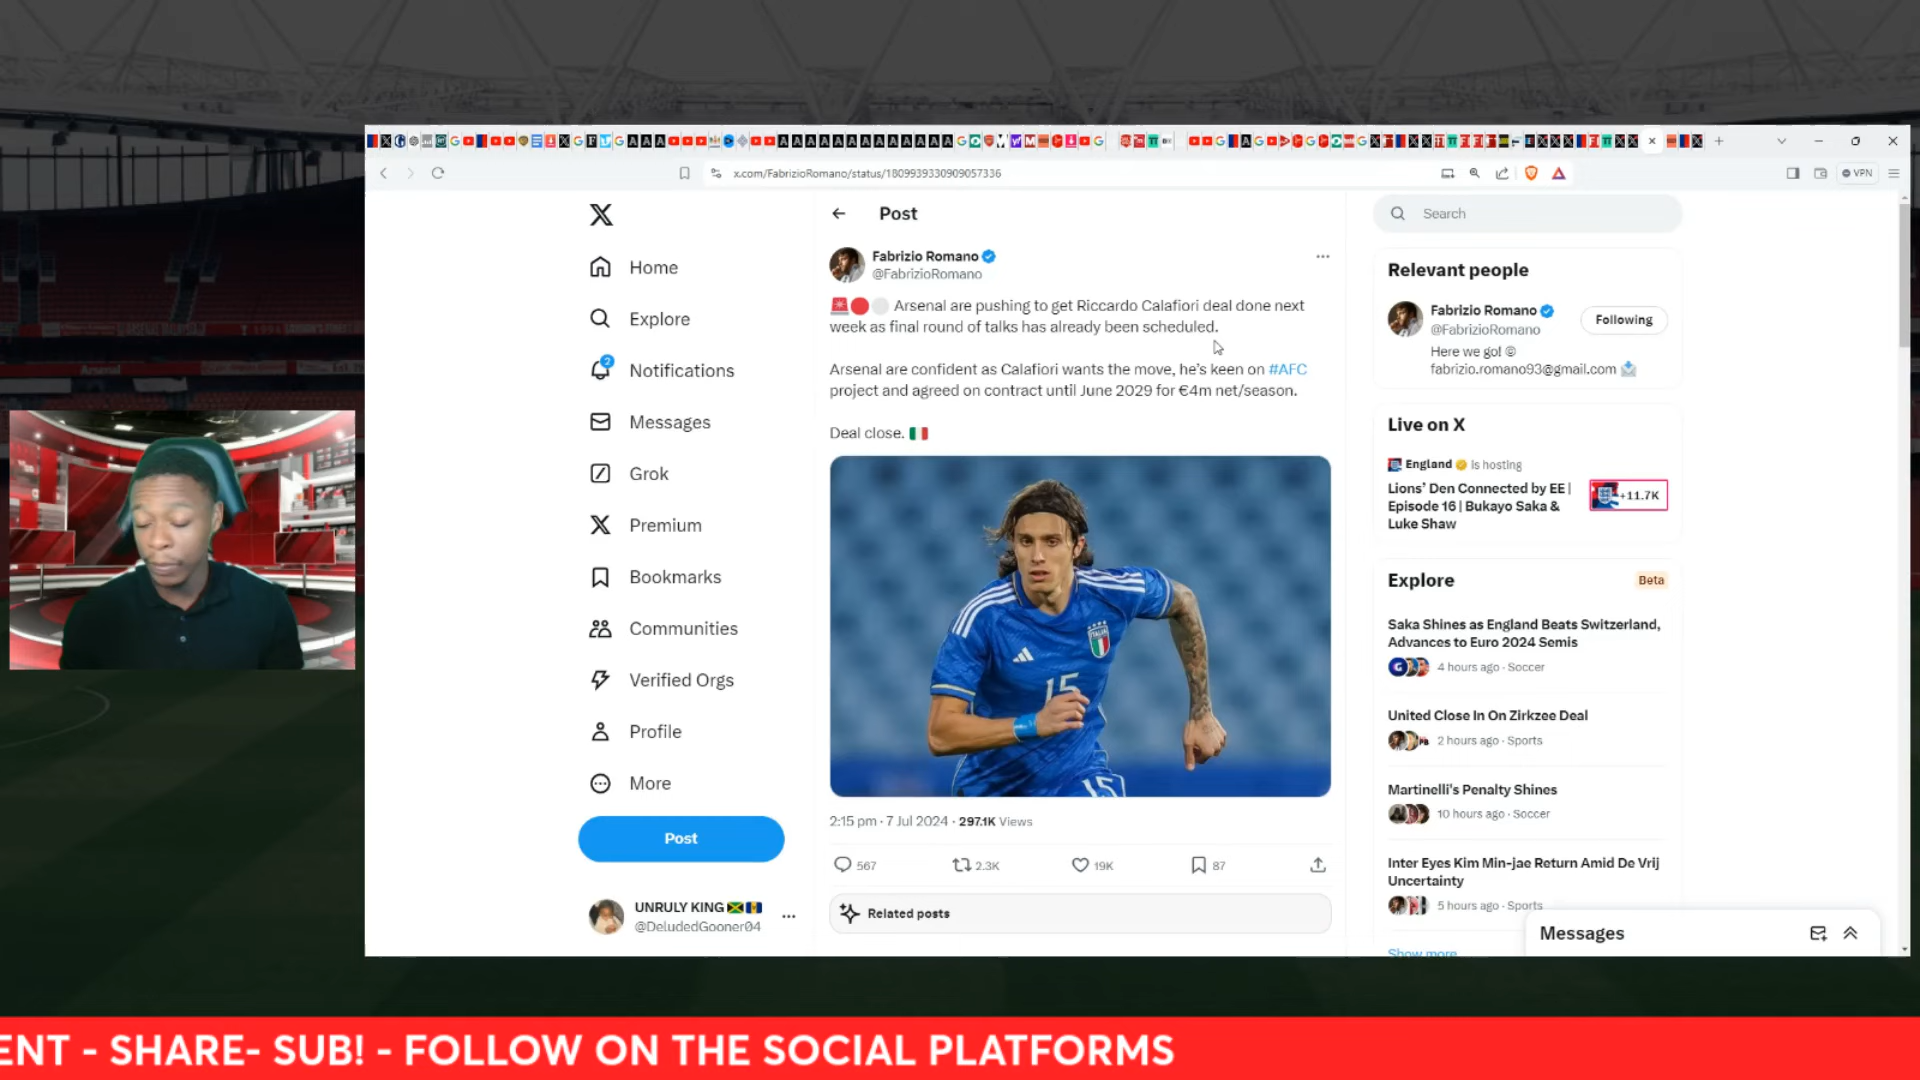 x.com/FabrizioRomano/status/1809939330909057336
VPN
Home
Explore
2
Notifications
Messages
Grok
Premium
Bookmarks
Communities
Verified Orgs
Profile
More
Post
UNRULY KING
@DeludedGooner04
Post
Fabrizio Romano
@FabrizioRomano
Arsenal are pushing to get Riccardo Calafiori deal done next
week as final round of talks has already been scheduled.
Arsenal are confident as Calafiori wants the move, he's keen on #AFC
project and agreed on contract until June 2029 for €4m net/season.
Deal close.
ITALIA
15
15
2:15 pm · 7 Jul 2024 · 297.1K Views
567
2.3K
19K
87
Related posts
Search
Relevant people
Fabrizio Romano
@FabrizioRomano
Following
Here we go! ©
fabrizio.romano93@gmail.com
Live on X
England is hosting
Lions' Den Connected by EE |
Episode 16 | Bukayo Saka &
Luke Shaw
+11.7K
Explore
Beta
Saka Shines as England Beats Switzerland,
Advances to Euro 2024 Semis
4 hours ago · Soccer
United Close In On Zirkzee Deal
2 hours ago · Sports
Martinelli's Penalty Shines
10 hours ago · Soccer
Inter Eyes Kim Min-jae Return Amid De Vrij
Uncertainty
5 hours ago · Sports
Show more
Messages
Arsenal
ENT - SHARE- SUB! - FOLLOW ON THE SOCIAL PLATFORMS